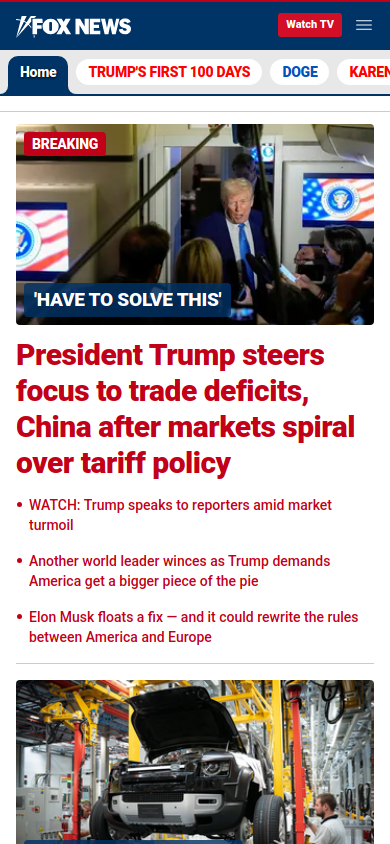 FOX NEWS
Watch TV
Home
TRUMP'S FIRST 100 DAYS
DOGE
KAREN
BREAKING
'HAVE TO SOLVE THIS'
President Trump steers
focus to trade deficits,
China after markets spiral
over tariff policy
• WATCH: Trump speaks to reporters amid market
turmoil
• Another world leader winces as Trump demands
America get a bigger piece of the pie
• Elon Musk floats a fix — and it could rewrite the rules
between America and Europe